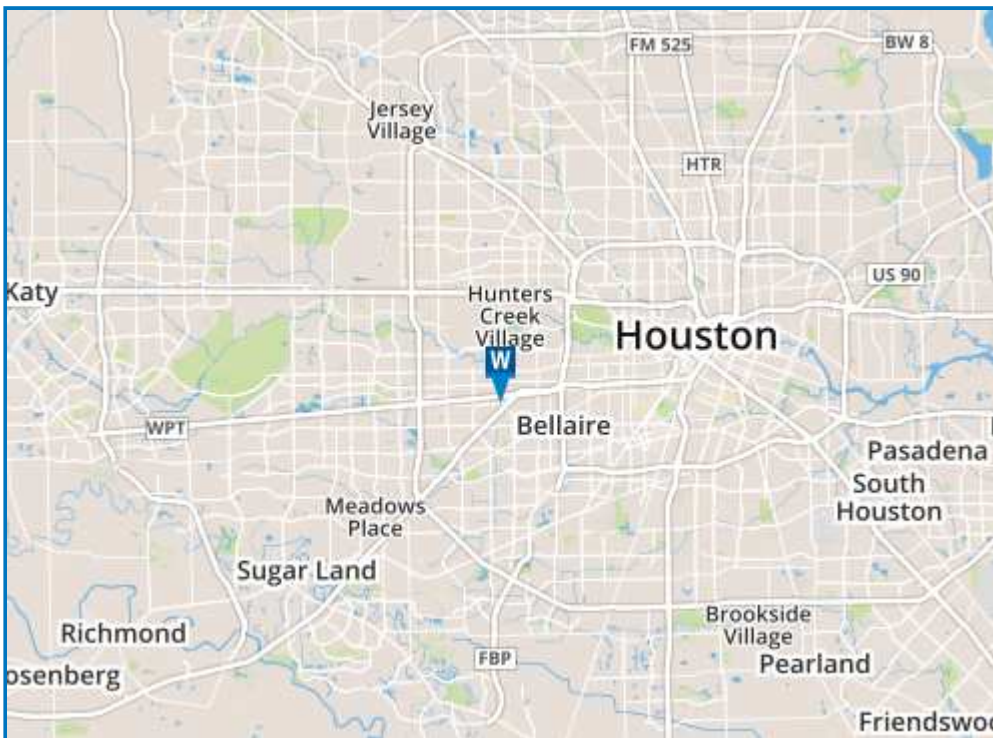 FM 525
BW 8
Jersey
Village
HTR
US 90
Katy
Hunters
Creek
Village
Houston
W
WPT
Bellaire
Pasadena
South
Houston
Meadows
Place
Sugar Land
Brookside
Village
Richmond
FBP
Pearland
osenberg
Friendswoo